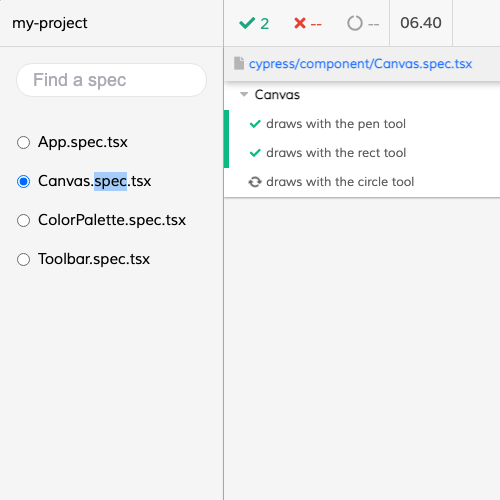 my-project
2 -- -- 06.40
Find a spec
App.spec.tsx
Canvas.spec.tsx
ColorPalette.spec.tsx
Toolbar.spec.tsx
cypress/component/Canvas.spec.tsx
Canvas
draws with the pen tool
draws with the rect tool
draws with the circle tool